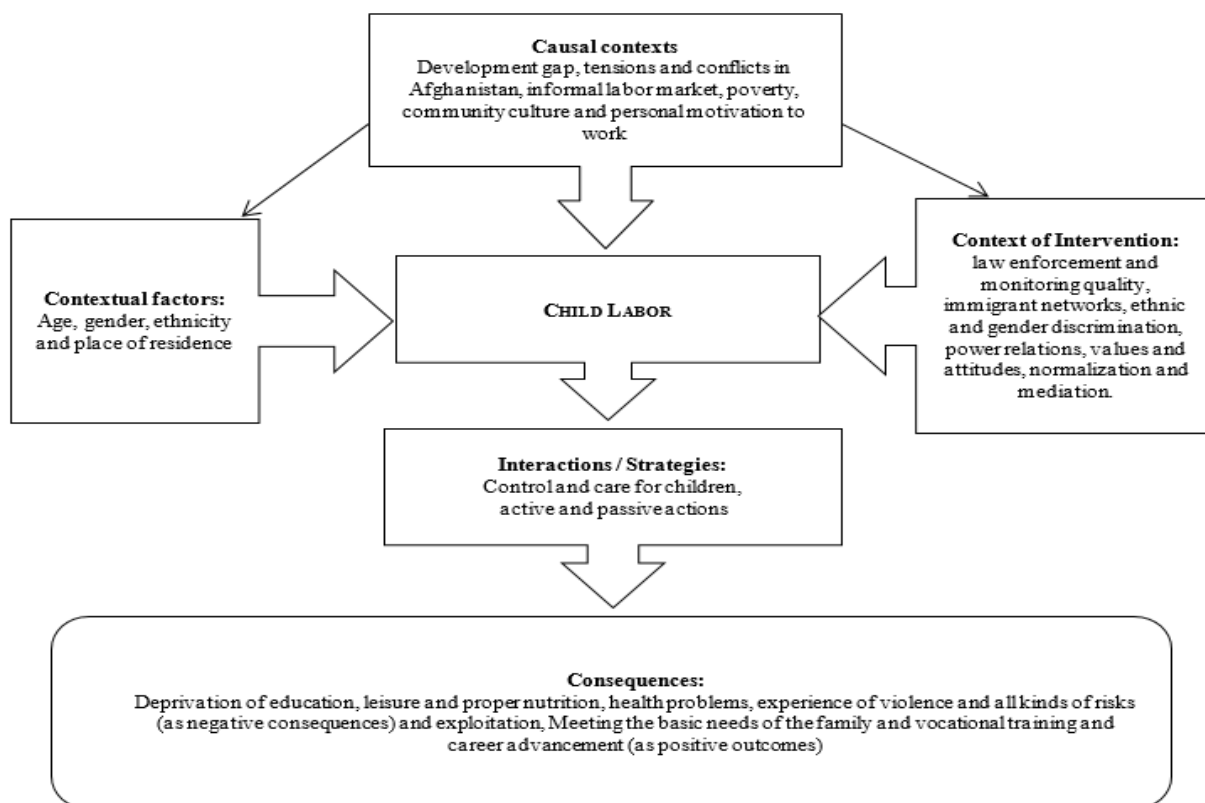 Causal contexts
Development gap, tensions and conflicts in
Afghanistan, informal labor market, poverty,
community culture and personal motivation to
work
Contextual factors:
Age, gender, ethnicity
and place of residence
CHILD LABOR
Context of Intervention:
law enforcement and
monitoring quality,
immigrant networks, ethnic
and gender discrimination,
power relations, values and
attitudes, normalization and
mediation.
Interactions / Strategies:
Control and care for children,
active and passive actions
Consequences:
Deprivation of education, leisure and proper nutrition, health problems, experience of violence and all kinds of risks
(as negative consequences) and exploitation, Meeting the basic needs of the family and vocational training and
career advancement (as positive outcomes)